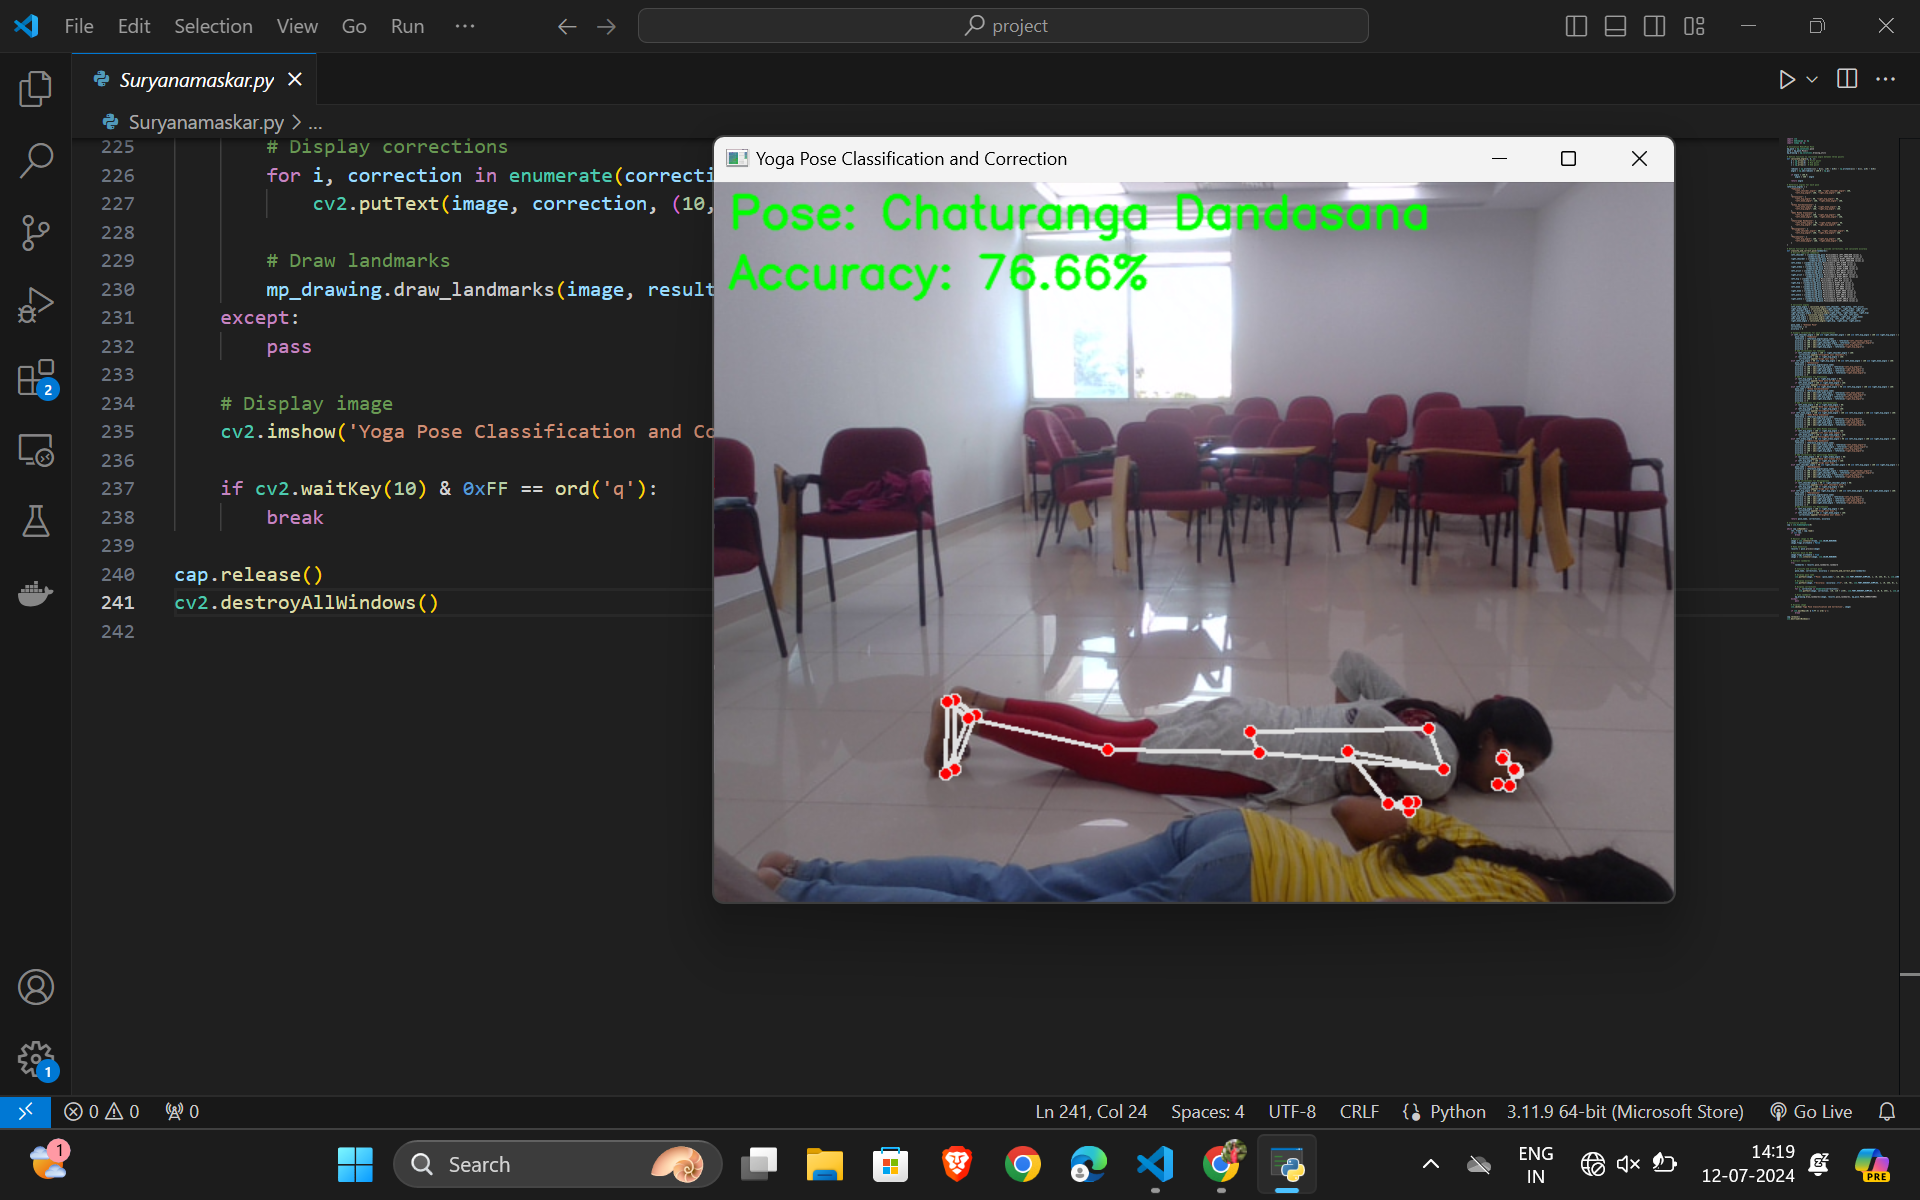 File Edit Selection View Go Run ··· project
Suryanamaskar.py
Suryanamaskar.py > ...
225 # Display corrections
226 for i, correction in enumerate(correcti
227 cv2.putText(image, correction, (10,
228
229 # Draw landmarks
230 mp_drawing.draw_landmarks(image, result
231 except:
232 pass
233
234 # Display image
235 cv2.imshow('Yoga Pose Classification and Co
236
237 if cv2.waitKey(10) & 0xFF == ord('q'):
238 break
239
240 cap.release()
241 cv2.destroyAllWindows()
242
Yoga Pose Classification and Correction
Pose: Chaturanga Dandasana
Accuracy: 76.66%
2
1
0 0 0 Ln 241, Col 24 Spaces: 4 UTF-8 CRLF Python 3.11.9 64-bit (Microsoft Store) Go Live
1 Search ENG IN 14:19 12-07-2024 PRE